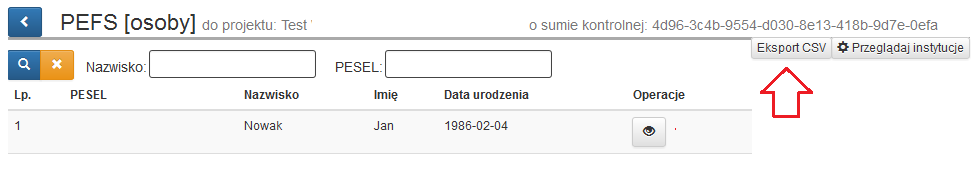 PEFS [osoby] do projektu: Test ' o sumie kontrolnej: 4d96-3c4b-9554-d030-8e13-418b-9d7e-0efa
Eksport CSV Przeglądaj instytucje
Nazwisko: PESEL:
Lp. PESEL Nazwisko Imię Data urodzenia Operacje
1 Nowak Jan 1986-02-04 .